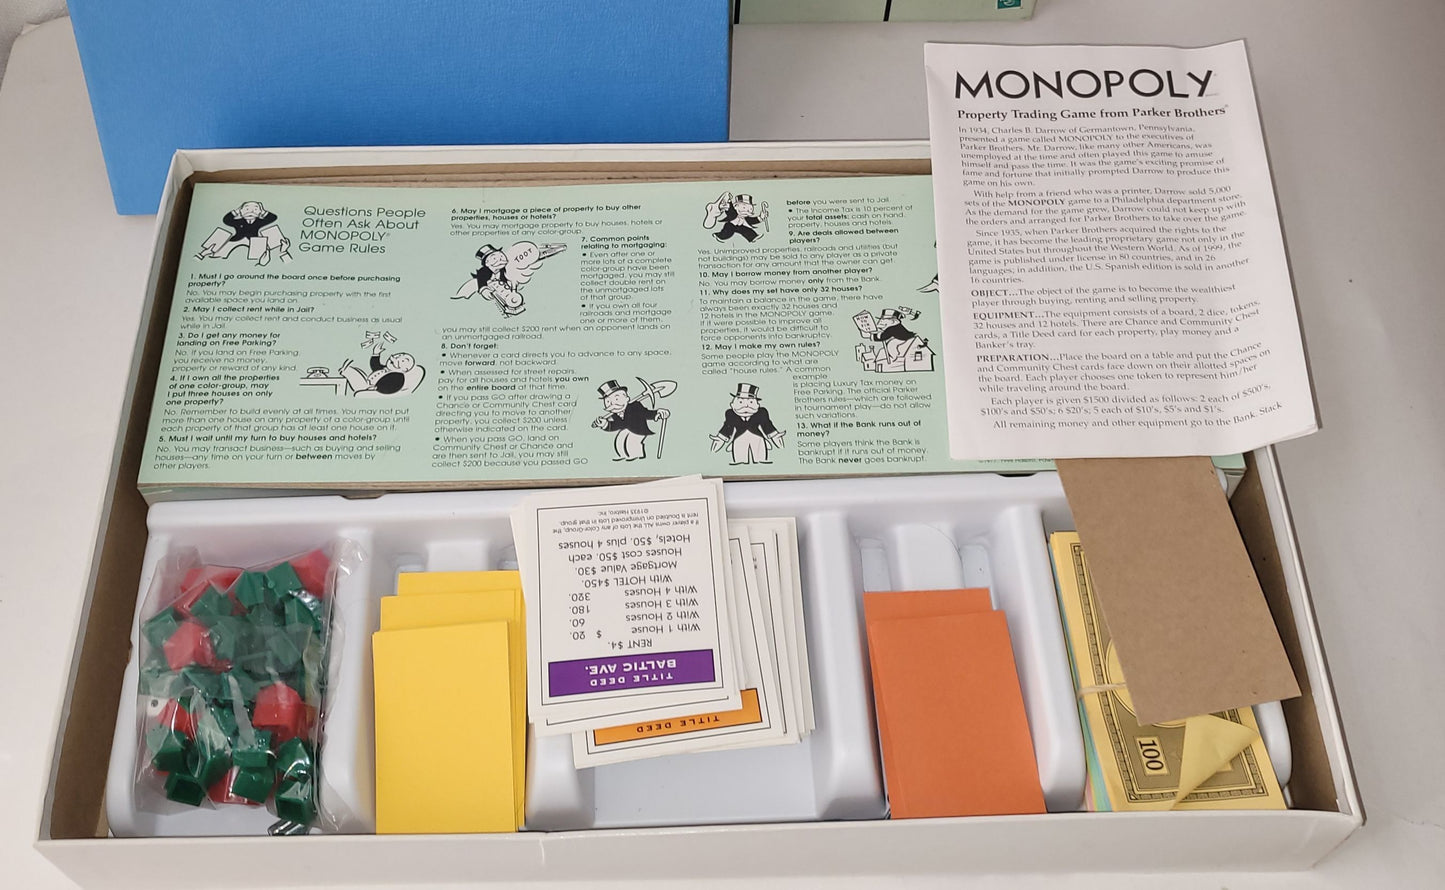 Questions People
Often Ask About
MONOPOLY®
Game Rules
1. Must I go around the board once before purchasing
property?
No. You may begin purchasing property with the first
available space you land on.
2. May I collect rent while in Jail?
Yes. You may collect rent and conduct business as usual
while in Jail.
3. Do I get any money for
landing on Free Parking?
No. If you land on Free Parking,
you receive no money,
property or reward of any kind.
4. If I own all the properties
of one color-group, may
I put three houses on only
one property?
No. Remember to build evenly at all times. You may not put
more than one house on any property of a color-group until
each property of that group has at least one house on it.
5. Must I wait until my turn to buy houses and hotels?
No. You may transact business—such as buying and selling
houses—any time on your turn or between moves by
other players.
6. May I mortgage a piece of property to buy other
properties, houses or hotels?
Yes. You may mortgage property to buy houses, hotels or
other properties of any color-group.
7. Common points
relating to mortgaging:
• Even after one or
more lots of a complete
color-group have been
mortgaged, you may still
collect double rent on
the unmortgaged lots
of that group.
• If you own all four
railroads and mortgage
one or more of them,
you may still collect $200 rent when an opponent lands on
an unmortgaged railroad.
8. Don't forget:
• Whenever a card directs you to advance to any space,
move forward, not backward.
• When assessed for street repairs,
pay for all houses and hotels you own
on the entire board at that time.
• If you pass GO after drawing a
Chance or Community Chest card
directing you to move to another
property, you collect $200 unless
otherwise indicated on the card.
• When you pass GO, land on
Community Chest or Chance and
are then sent to Jail, you may still
collect $200 because you passed GO
before you were sent to Jail.
• The Income Tax is 10 percent of
your total assets: cash on hand,
property, houses and hotels.
9. Are deals allowed between
players?
Yes. Unimproved properties, railroads and utilities (but
not buildings) may be sold to any player as a private
transaction for any amount that the owner can get.
10. May I borrow money from another player?
No. You may borrow money only from the Bank.
11. Why does my set have only 32 houses?
To maintain a balance in the game, there have
always been exactly 32 houses and
12 hotels in the MONOPOLY game.
If it were possible to improve all
properties, it would be difficult to
force opponents into bankruptcy.
12. May I make my own rules?
Some people play the MONOPOLY
game according to what are
called "house rules." A common
example
is placing Luxury Tax money on
Free Parking. The official Parker
Brothers rules—which are followed
in tournament play—do not allow
such variations.
13. What if the Bank runs out of
money?
Some players think the Bank is
bankrupt if it runs out of money.
The Bank never goes bankrupt.
TOOT
MONOPOLY
Property Trading Game from Parker Brothers®
In 1934, Charles B. Darrow of Germantown, Pennsylvania,
presented a game called MONOPOLY to the executives of
Parker Brothers. Mr. Darrow, like many other Americans, was
unemployed at the time and often played this game to amuse
himself and pass the time. It was the game's exciting promise of
fame and fortune that initially prompted Darrow to produce this
game on his own.
With help from a friend who was a printer, Darrow sold 5,000
sets of the MONOPOLY game to a Philadelphia department store.
As the demand for the game grew, Darrow could not keep up with
the orders and arranged for Parker Brothers to take over the game.
Since 1935, when Parker Brothers acquired the rights to the
game, it has become the leading proprietary game not only in the
United States but throughout the Western World. As of 1999, the
game is published under license in 80 countries, and in 26
languages; in addition, the U.S. Spanish edition is sold in another
16 countries.
OBJECT...The object of the game is to become the wealthiest
player through buying, renting and selling property.
EQUIPMENT...The equipment consists of a board, 2 dice, tokens,
32 houses and 12 hotels. There are Chance and Community Chest
cards, a Title Deed card for each property, play money and a
Banker's tray.
PREPARATION...Place the board on a table and put the Chance
and Community Chest cards face down on their allotted spaces on
the board. Each player chooses one token to represent him/her
while traveling around the board.
Each player is given $1500 divided as follows: 2 each of $500's,
$100's and $50's; 6 $20's; 5 each of $10's, $5's and $1's.
All remaining money and other equipment go to the Bank. Stack
TITLE DEED
BALTIC AVE.
RENT $4.
With 1 House $ 20.
With 2 Houses 60.
With 3 Houses 180.
With 4 Houses 320.
With HOTEL $450.
Mortgage Value $30.
Houses cost $50. each
Hotels, $50. plus 4 houses
If a player owns ALL the Lots of any Color-Group, the
rent is Doubled on Unimproved Lots in that group.
©1935 Hasbro, Inc.
TITLE DEED
100